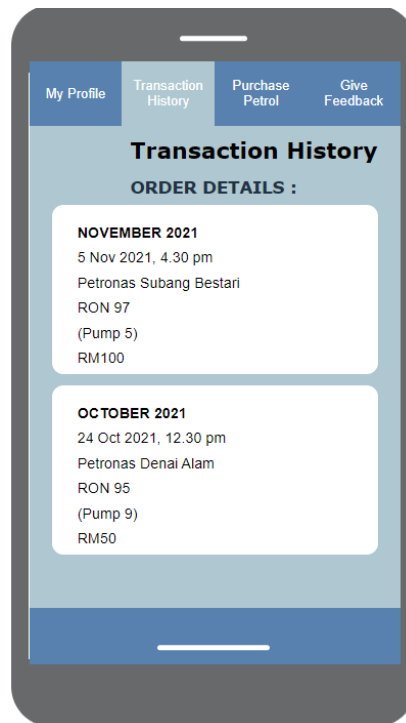 My Profile
Transaction
History
Purchase
Petrol
Give
Feedback
Transaction History
ORDER DETAILS :
NOVEMBER 2021
5 Nov 2021, 4.30 pm
Petronas Subang Bestari
RON 97
(Pump 5)
RM100
OCTOBER 2021
24 Oct 2021, 12.30 pm
Petronas Denai Alam
RON 95
(Pump 9)
RM50